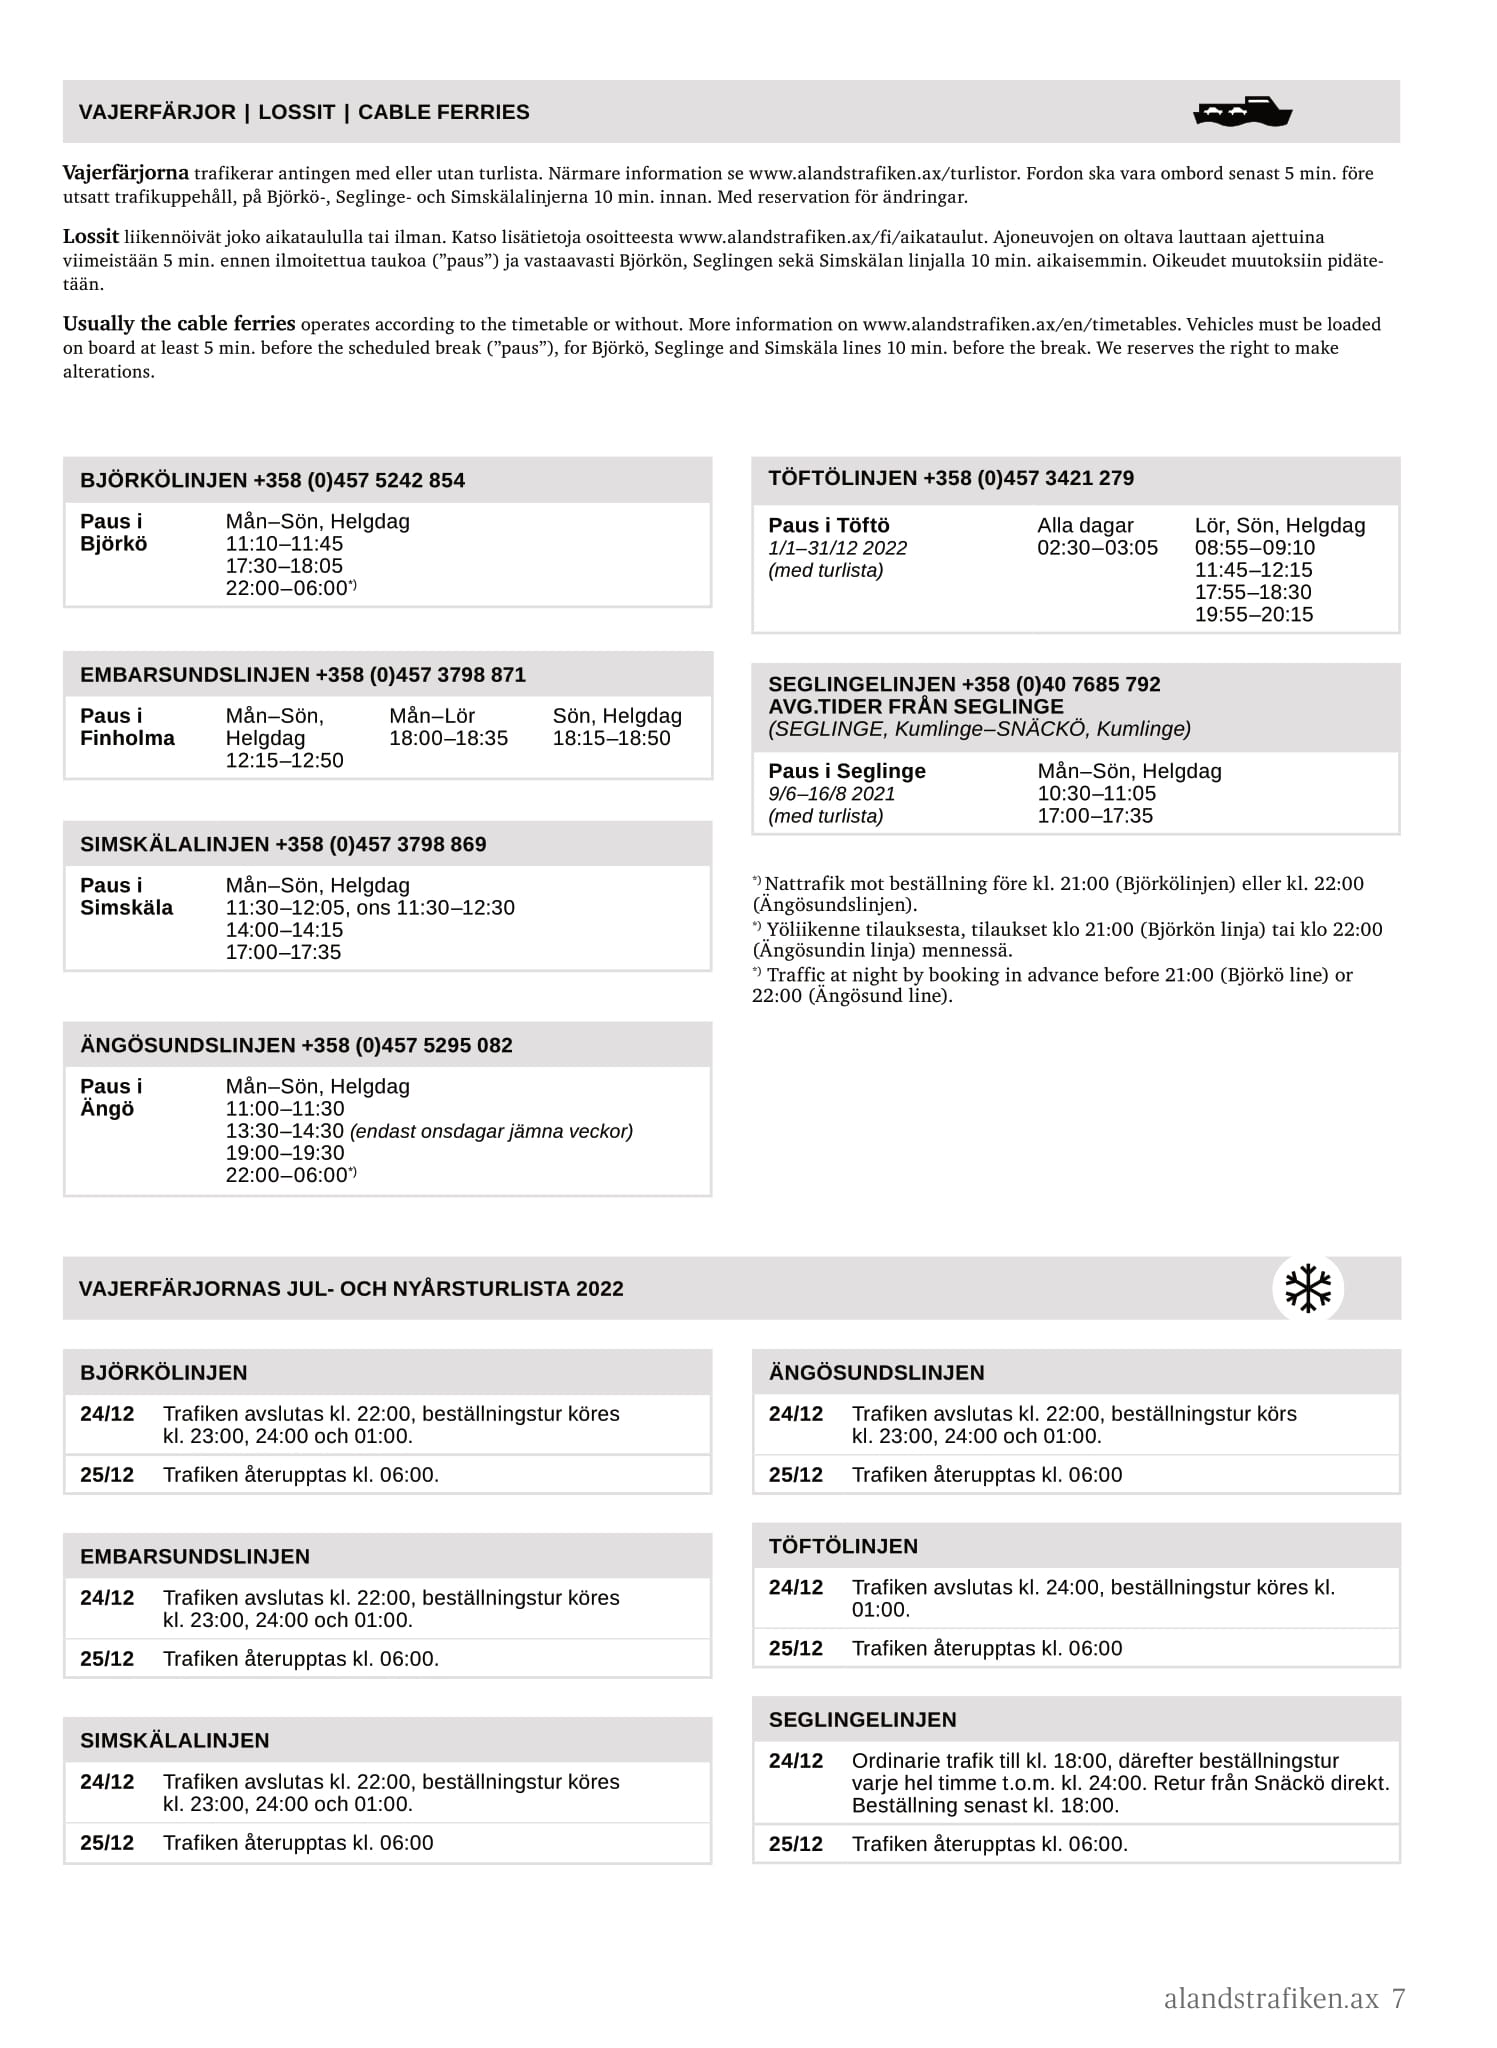 VAJERFÄRJOR | LOSSIT | CABLE FERRIES
Vajerfärjorna trafikerar antingen med eller utan turlista. Närmare information se www.alandstrafiken.ax/turlistor. Fordon ska vara ombord senast 5 min. före
utsatt trafikuppehåll, på Björkö-, Seglinge- och Simskälalinjerna 10 min. innan. Med reservation för ändringar.
Lossit liikennöivät joko aikataululla tai ilman. Katso lisätietoja osoitteesta www.alandstrafiken.ax/fi/aikataulut. Ajoneuvojen on oltava lauttaan ajettuina
viimeistään 5 min. ennen ilmoitettua taukoa (”paus”) ja vastaavasti Björkön, Seglingen sekä Simskälan linjalla 10 min. aikaisemmin. Oikeudet muutoksiin pidäte-
tään.
Usually the cable ferries operates according to the timetable or without. More information on www.alandstrafiken.ax/en/timetables. Vehicles must be loaded
on board at least 5 min. before the scheduled break (”paus”), for Björkö, Seglinge and Simskäla lines 10 min. before the break. We reserves the right to make
alterations.
BJÖRKÖLINJEN +358 (0)457 5242 854
Paus i Mån–Sön, Helgdag
Björkö 11:10–11:45
17:30–18:05
22:00–06:00*)
EMBARSUNDSLINJEN +358 (0)457 3798 871
Paus i Mån–Sön, Mån–Lör Sön, Helgdag
Finholma Helgdag 18:00–18:35 18:15–18:50
12:15–12:50
SIMSKÄLALINJEN +358 (0)457 3798 869
Paus i Mån–Sön, Helgdag
Simskäla 11:30–12:05, ons 11:30–12:30
14:00–14:15
17:00–17:35
ÄNGÖSUNDSLINJEN +358 (0)457 5295 082
Paus i Mån–Sön, Helgdag
Ängö 11:00–11:30
13:30–14:30 (endast onsdagar jämna veckor)
19:00–19:30
22:00–06:00*)
TÖFTÖLINJEN +358 (0)457 3421 279
Paus i Töftö Alla dagar Lör, Sön, Helgdag
1/1–31/12 2022 02:30–03:05 08:55–09:10
(med turlista) 11:45–12:15
17:55–18:30
19:55–20:15
SEGLINGELINJEN +358 (0)40 7685 792
AVG.TIDER FRÅN SEGLINGE
(SEGLINGE, Kumlinge–SNÄCKÖ, Kumlinge)
Paus i Seglinge Mån–Sön, Helgdag
9/6–16/8 2021 10:30–11:05
(med turlista) 17:00–17:35
*) Nattrafik mot beställning före kl. 21:00 (Björkölinjen) eller kl. 22:00
(Ängösundslinjen).
*) Yöliikenne tilauksesta, tilaukset klo 21:00 (Björkön linja) tai klo 22:00
(Ängösundin linja) mennessä.
*) Traffic at night by booking in advance before 21:00 (Björkö line) or
22:00 (Ängösund line).
VAJERFÄRJORNAS JUL- OCH NYÅRSTURLISTA 2022
BJÖRKÖLINJEN
24/12 Trafiken avslutas kl. 22:00, beställningstur köres
kl. 23:00, 24:00 och 01:00.
25/12 Trafiken återupptas kl. 06:00.
EMBARSUNDSLINJEN
24/12 Trafiken avslutas kl. 22:00, beställningstur köres
kl. 23:00, 24:00 och 01:00.
25/12 Trafiken återupptas kl. 06:00.
SIMSKÄLALINJEN
24/12 Trafiken avslutas kl. 22:00, beställningstur köres
kl. 23:00, 24:00 och 01:00.
25/12 Trafiken återupptas kl. 06:00
ÄNGÖSUNDSLINJEN
24/12 Trafiken avslutas kl. 22:00, beställningstur körs
kl. 23:00, 24:00 och 01:00.
25/12 Trafiken återupptas kl. 06:00
TÖFTÖLINJEN
24/12 Trafiken avslutas kl. 24:00, beställningstur köres kl.
01:00.
25/12 Trafiken återupptas kl. 06:00
SEGLINGELINJEN
24/12 Ordinarie trafik till kl. 18:00, därefter beställningstur
varje hel timme t.o.m. kl. 24:00. Retur från Snäckö direkt.
Beställning senast kl. 18:00.
25/12 Trafiken återupptas kl. 06:00.
alandstrafiken.ax 7